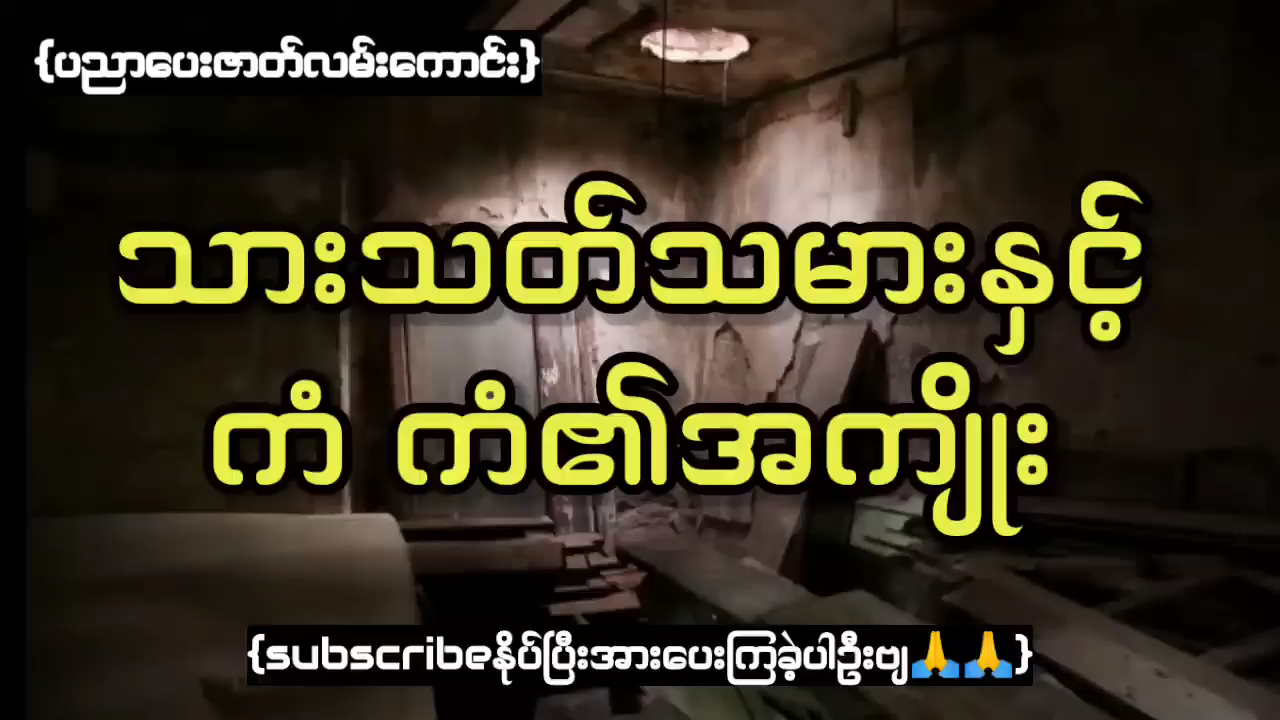 {ပညာပေးဇာတ်လမ်းကောင်း}
သားသတ်သမားနှင့်
ကံ ကံ၏အကျိုး
{subscribeနိုပ်ပြီးအားပေးကြခဲ့ပါဦးဗျ🙏🙏}